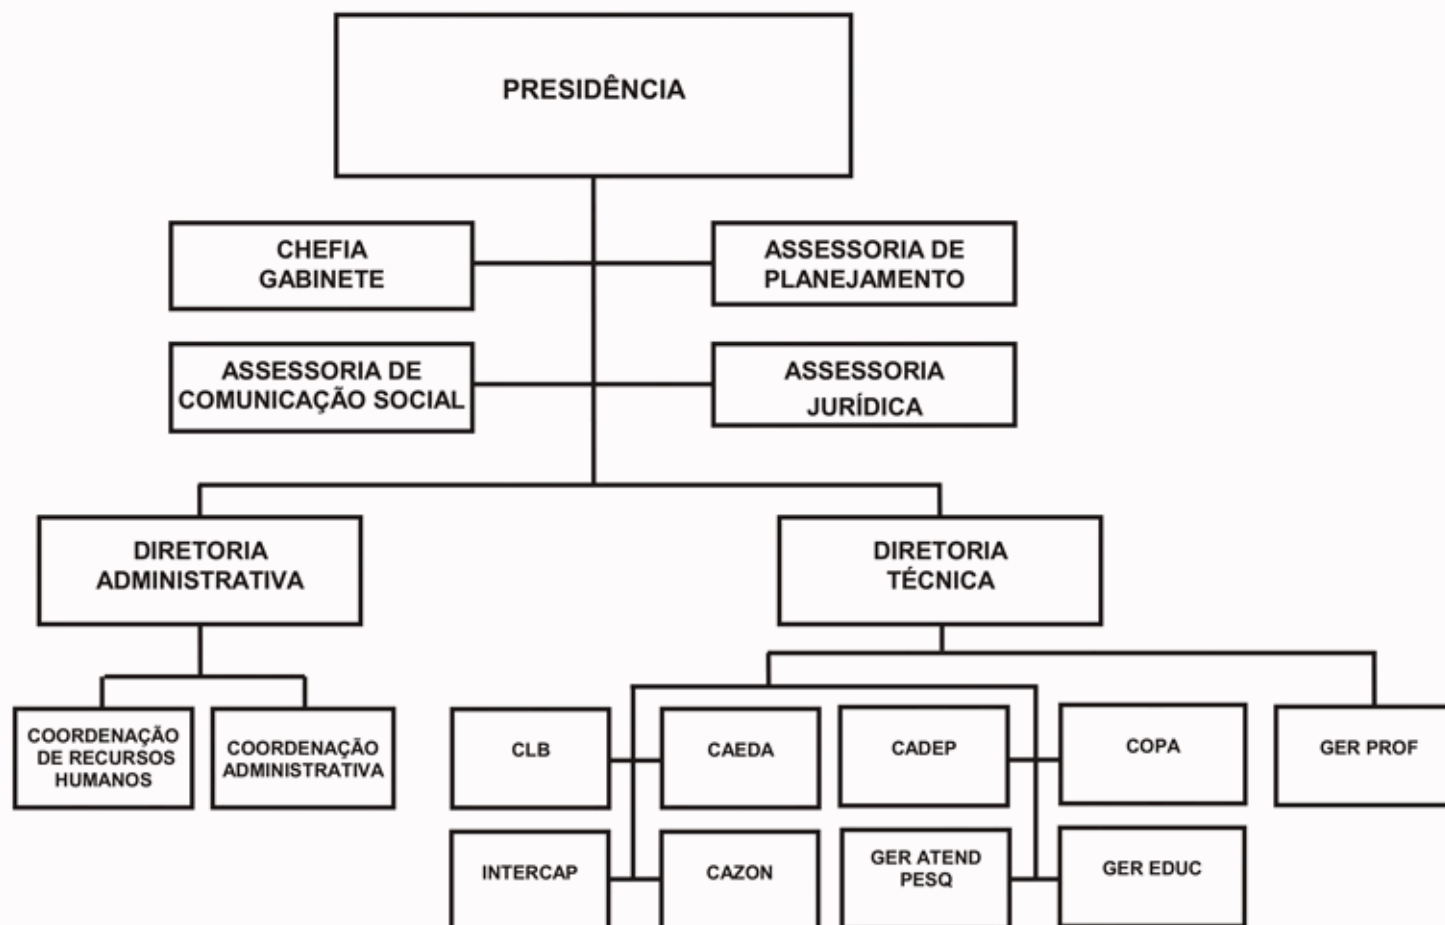 PRESIDÊNCIA
CHEFIA
GABINETE
ASSESSORIA DE
PLANEJAMENTO
ASSESSORIA DE
COMUNICAÇÃO SOCIAL
ASSESSORIA
JURÍDICA
DIRETORIA
ADMINISTRATIVA
DIRETORIA
TÉCNICA
COORDENAÇÃO
DE RECURSOS
HUMANOS
COORDENAÇÃO
ADMINISTRATIVA
CLB
CAEDA
CADEP
COPA
GER PROF
INTERCAP
CAZON
GER ATEND
PESQ
GER EDUC